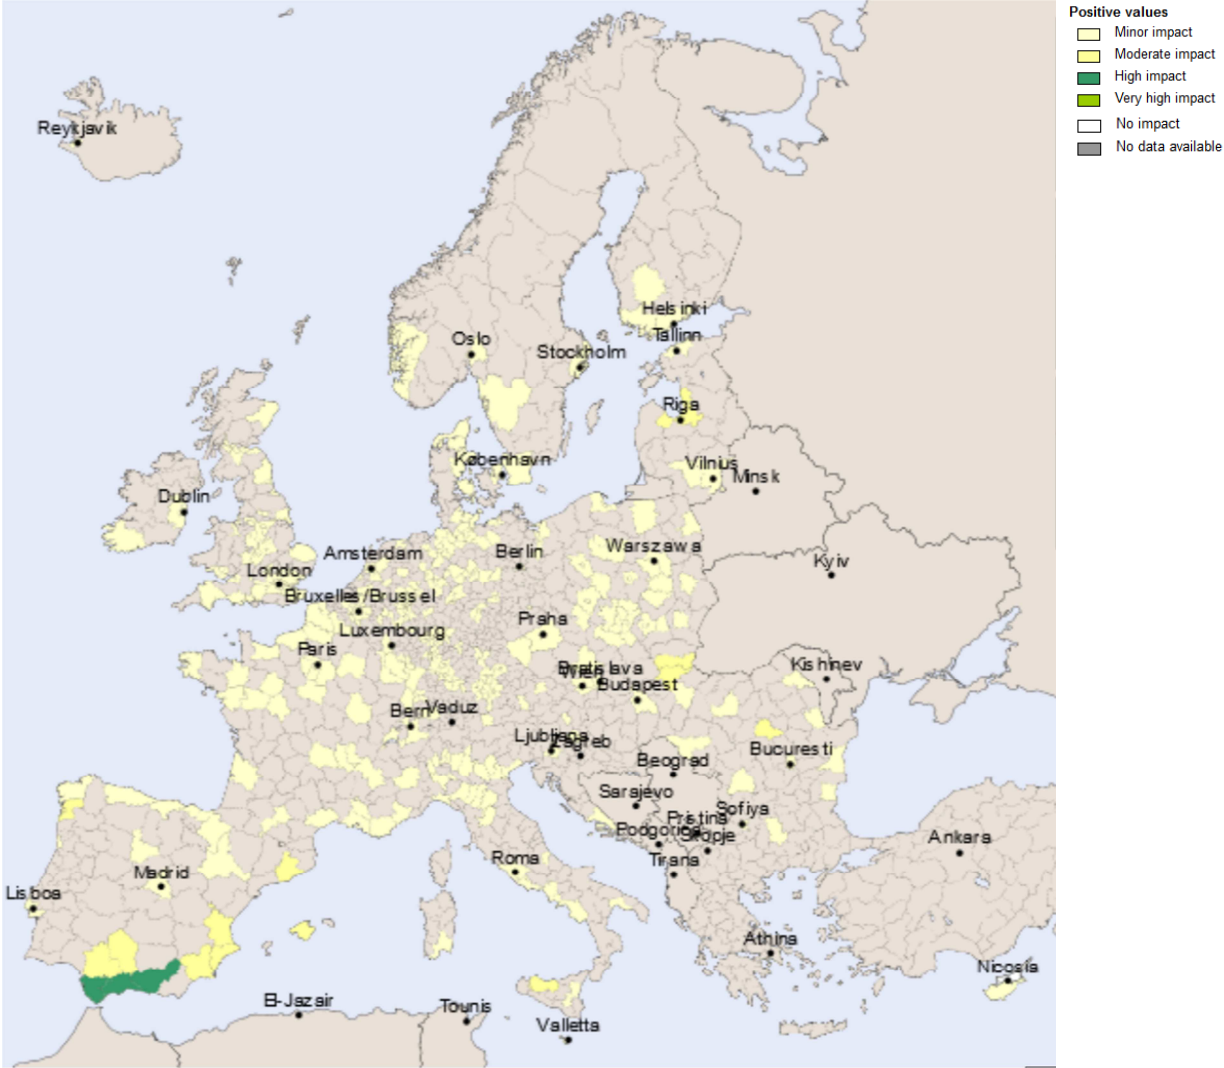 Positive values
Minor impact
Moderate impact
High impact
Very high impact
No impact
No data available
Reykjavik
Helsinki
Tallinn
Oslo
Stockholm
Riga
København
Vilnius
Minsk
Dublin
Amsterdam
Berlin
Warszawa
Kyiv
London
Bruxelles/Brussel
Praha
Luxembourg
Paris
Bratislava
Wien
Kishinev
Budapest
Bern
Vaduz
Ljubljana
Zagreb
Bucuresti
Beograd
Sarajevo
Sofiya
Pristina
Podgorica
Skopje
Ankara
Roma
Tirana
Madrid
Lisboa
Athina
Nicosia
El-Jazair
Tounis
Valletta